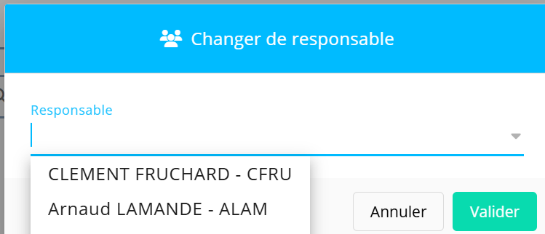 Changer de responsable
Responsable
CLEMENT FRUCHARD - CFRU
Arnaud LAMANDE - ALAM
Annuler
Valider